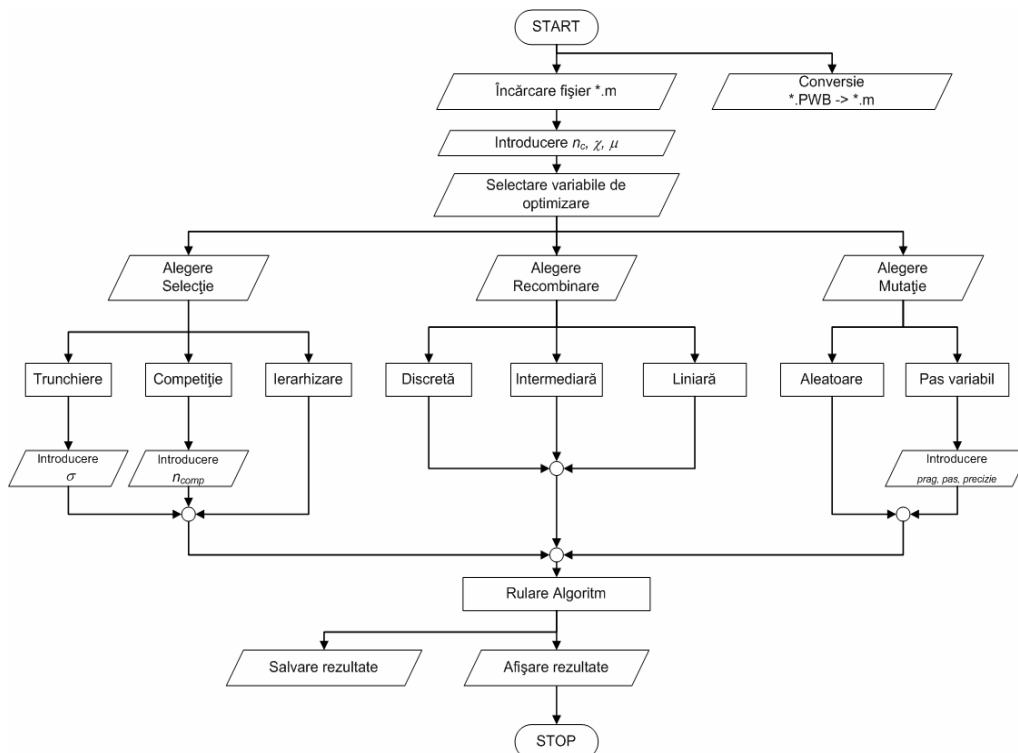 START
Încărcare fişier *.m
Conversie
*.PWB -> *.m
Introducere nc, χ, μ
Selectare variabile de
optimizare
Alegere
Selecţie
Alegere
Recombinare
Alegere
Mutaţie
Trunchiere
Competiţie
Ierarhizare
Discretă
Intermediară
Liniară
Aleatoare
Pas variabil
Introducere
σ
Introducere
ncomp
Introducere
prag, pas, precizie
Rulare Algoritm
Salvare rezultate
Afişare rezultate
STOP